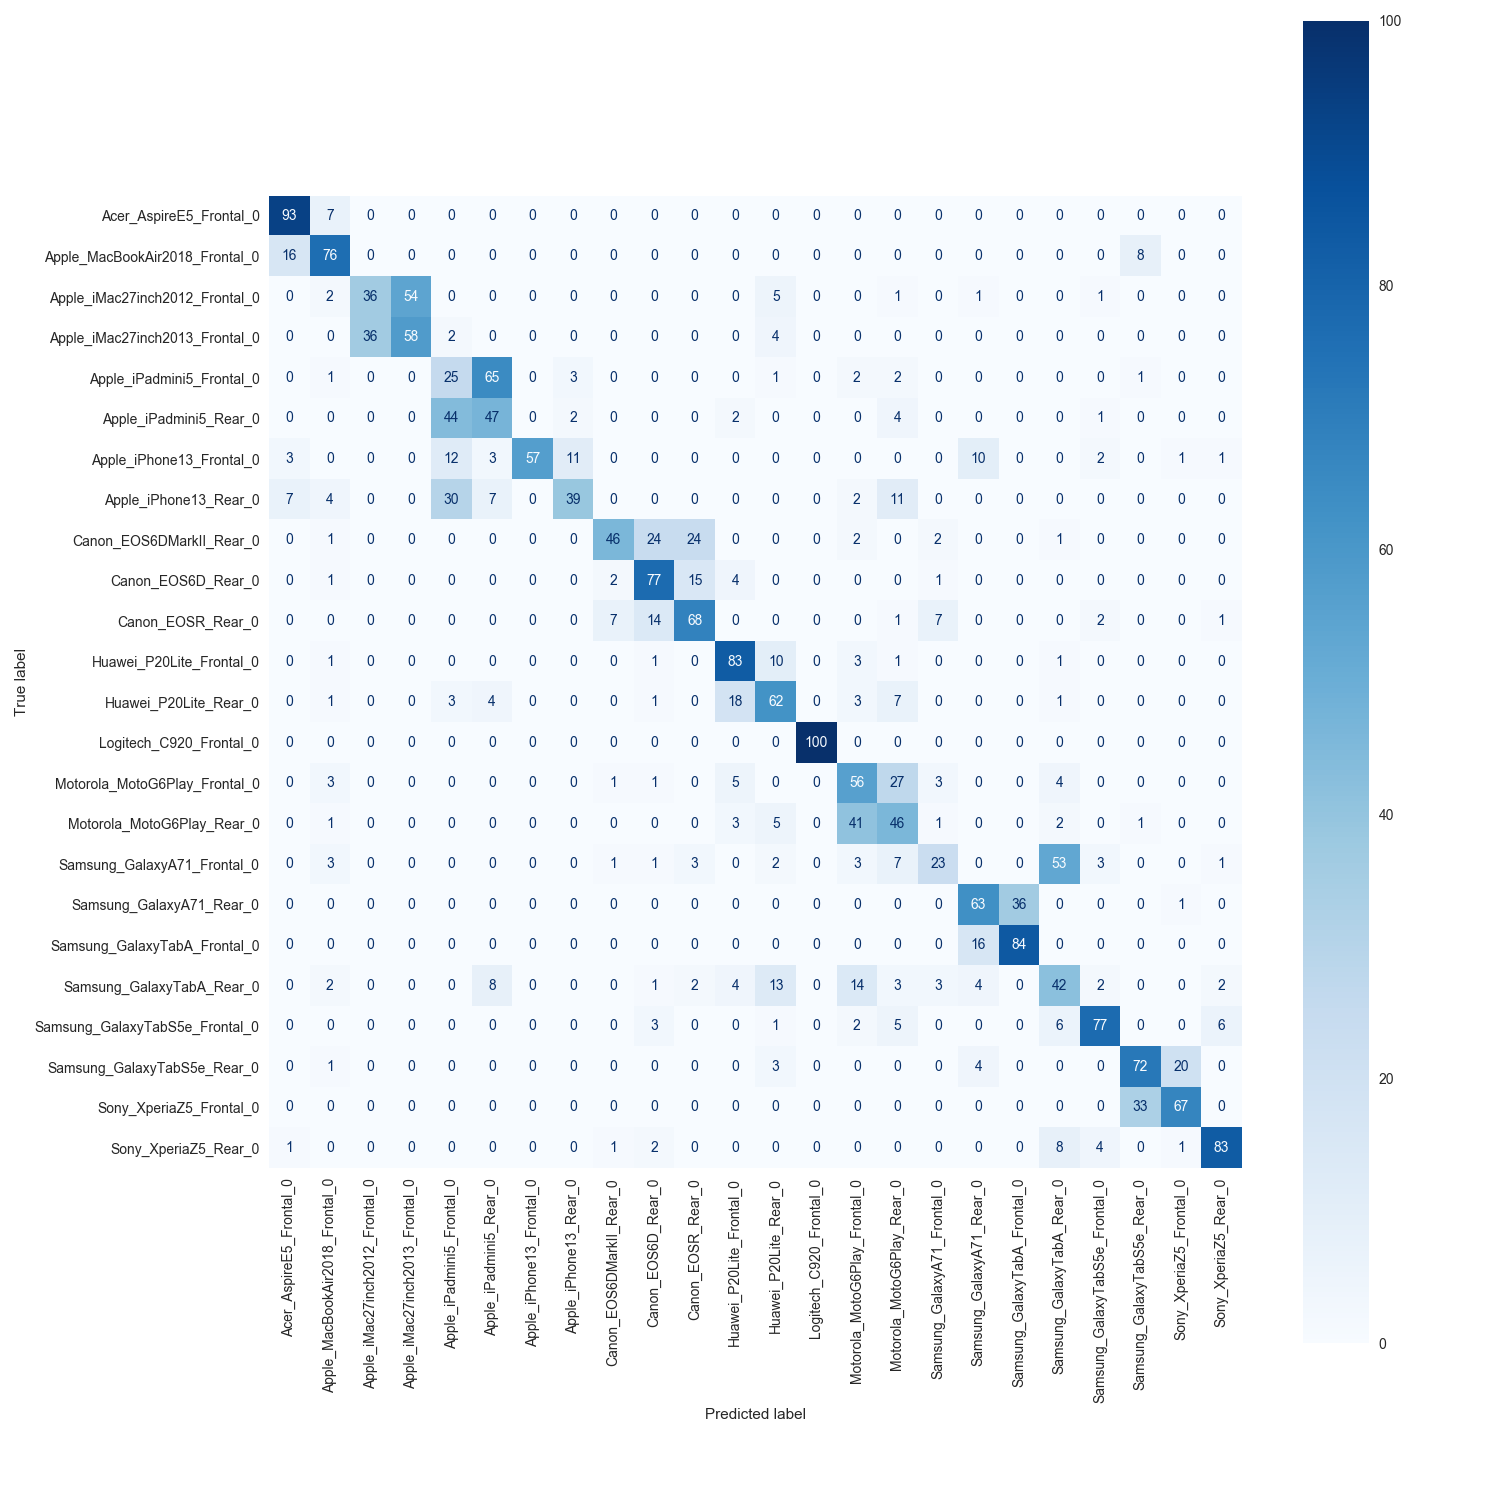 100
Acer_AspireE5_Frontal_0 93 7 0 0 0 0 0 0 0 0 0 0 0 0 0 0 0 0 0 0 0 0 0 0
Apple_MacBookAir2018_Frontal_0 16 76 0 0 0 0 0 0 0 0 0 0 0 0 0 0 0 0 0 0 0 8 0 0
80
Apple_iMac27inch2012_Frontal_0 0 2 36 54 0 0 0 0 0 0 0 0 5 0 0 1 0 1 0 0 1 0 0 0
Apple_iMac27inch2013_Frontal_0 0 0 36 58 2 0 0 0 0 0 0 0 4 0 0 0 0 0 0 0 0 0 0 0
Apple_iPadmini5_Frontal_0 0 1 0 0 25 65 0 3 0 0 0 0 1 0 2 2 0 0 0 0 0 1 0 0
Apple_iPadmini5_Rear_0 0 0 0 0 44 47 0 2 0 0 0 2 0 0 0 4 0 0 0 0 1 0 0 0
Apple_iPhone13_Frontal_0 3 0 0 0 12 3 57 11 0 0 0 0 0 0 0 0 0 10 0 0 2 0 1 1
Apple_iPhone13_Rear_0 7 4 0 0 30 7 0 39 0 0 0 0 0 0 2 11 0 0 0 0 0 0 0 0
Canon_EOS6DMarkII_Rear_0 0 1 0 0 0 0 0 0 46 24 24 0 0 0 2 0 2 0 0 1 0 0 0 0
60
Canon_EOS6D_Rear_0 0 1 0 0 0 0 0 0 2 77 15 4 0 0 0 0 1 0 0 0 0 0 0 0
Canon_EOSR_Rear_0 0 0 0 0 0 0 0 0 7 14 68 0 0 0 0 1 7 0 0 0 2 0 0 1
Huawei_P20Lite_Frontal_0 0 1 0 0 0 0 0 0 0 1 0 83 10 0 3 1 0 0 0 1 0 0 0 0
True label
Huawei_P20Lite_Rear_0 0 1 0 0 3 4 0 0 0 1 0 18 62 0 3 7 0 0 0 1 0 0 0 0
Logitech_C920_Frontal_0 0 0 0 0 0 0 0 0 0 0 0 0 0 100 0 0 0 0 0 0 0 0 0 0
Motorola_MotoG6Play_Frontal_0 0 3 0 0 0 0 0 0 1 1 0 5 0 0 56 27 3 0 0 4 0 0 0 0
40
Motorola_MotoG6Play_Rear_0 0 1 0 0 0 0 0 0 0 0 0 3 5 0 41 46 1 0 0 2 0 1 0 0
Samsung_GalaxyA71_Frontal_0 0 3 0 0 0 0 0 0 1 1 3 0 2 0 3 7 23 0 0 53 3 0 0 1
Samsung_GalaxyA71_Rear_0 0 0 0 0 0 0 0 0 0 0 0 0 0 0 0 0 0 63 36 0 0 0 1 0
Samsung_GalaxyTabA_Frontal_0 0 0 0 0 0 0 0 0 0 0 0 0 0 0 0 0 0 16 84 0 0 0 0 0
Samsung_GalaxyTabA_Rear_0 0 2 0 0 0 8 0 0 0 1 2 4 13 0 14 3 3 4 0 42 2 0 0 2
Samsung_GalaxyTabS5e_Frontal_0 0 0 0 0 0 0 0 0 0 3 0 0 1 0 2 5 0 0 0 6 77 0 0 6
Samsung_GalaxyTabS5e_Rear_0 0 1 0 0 0 0 0 0 0 0 0 0 3 0 0 0 0 4 0 0 0 72 20 0
20
Sony_XperiaZ5_Frontal_0 0 0 0 0 0 0 0 0 0 0 0 0 0 0 0 0 0 0 0 0 0 33 67 0
Sony_XperiaZ5_Rear_0 1 0 0 0 0 0 0 0 1 2 0 0 0 0 0 0 0 0 0 8 4 0 1 83
Acer_AspireE5_Frontal_0
Apple_MacBookAir2018_Frontal_0
Apple_iMac27inch2012_Frontal_0
Apple_iMac27inch2013_Frontal_0
Apple_iPadmini5_Frontal_0
Apple_iPadmini5_Rear_0
Apple_iPhone13_Frontal_0
Apple_iPhone13_Rear_0
Canon_EOS6DMarkII_Rear_0
Canon_EOS6D_Rear_0
Canon_EOSR_Rear_0
Huawei_P20Lite_Frontal_0
Huawei_P20Lite_Rear_0
Logitech_C920_Frontal_0
Motorola_MotoG6Play_Frontal_0
Motorola_MotoG6Play_Rear_0
Samsung_GalaxyA71_Frontal_0
Samsung_GalaxyA71_Rear_0
Samsung_GalaxyTabA_Frontal_0
Samsung_GalaxyTabA_Rear_0
Samsung_GalaxyTabS5e_Frontal_0
Samsung_GalaxyTabS5e_Rear_0
Sony_XperiaZ5_Frontal_0
Sony_XperiaZ5_Rear_0
0
Predicted label